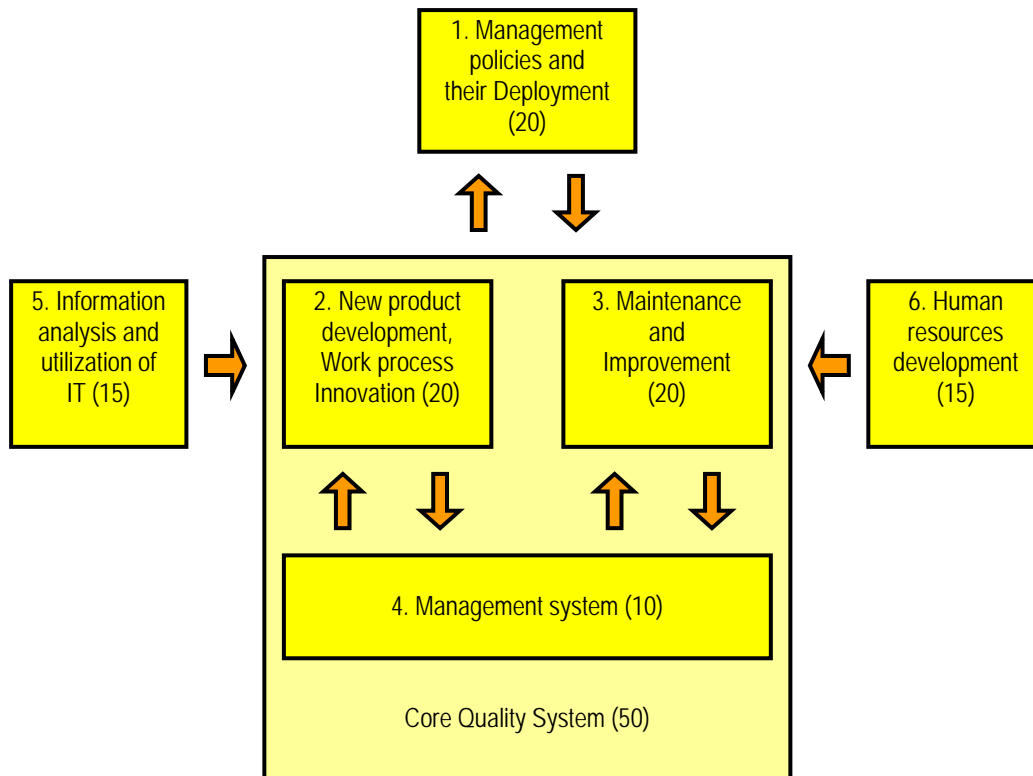 1. Management
policies and
their Deployment
(20)
5. Information
analysis and
utilization of
IT (15)
2. New product
development,
Work process
Innovation (20)
3. Maintenance
and
Improvement
(20)
6. Human
resources
development
(15)
4. Management system (10)
Core Quality System (50)